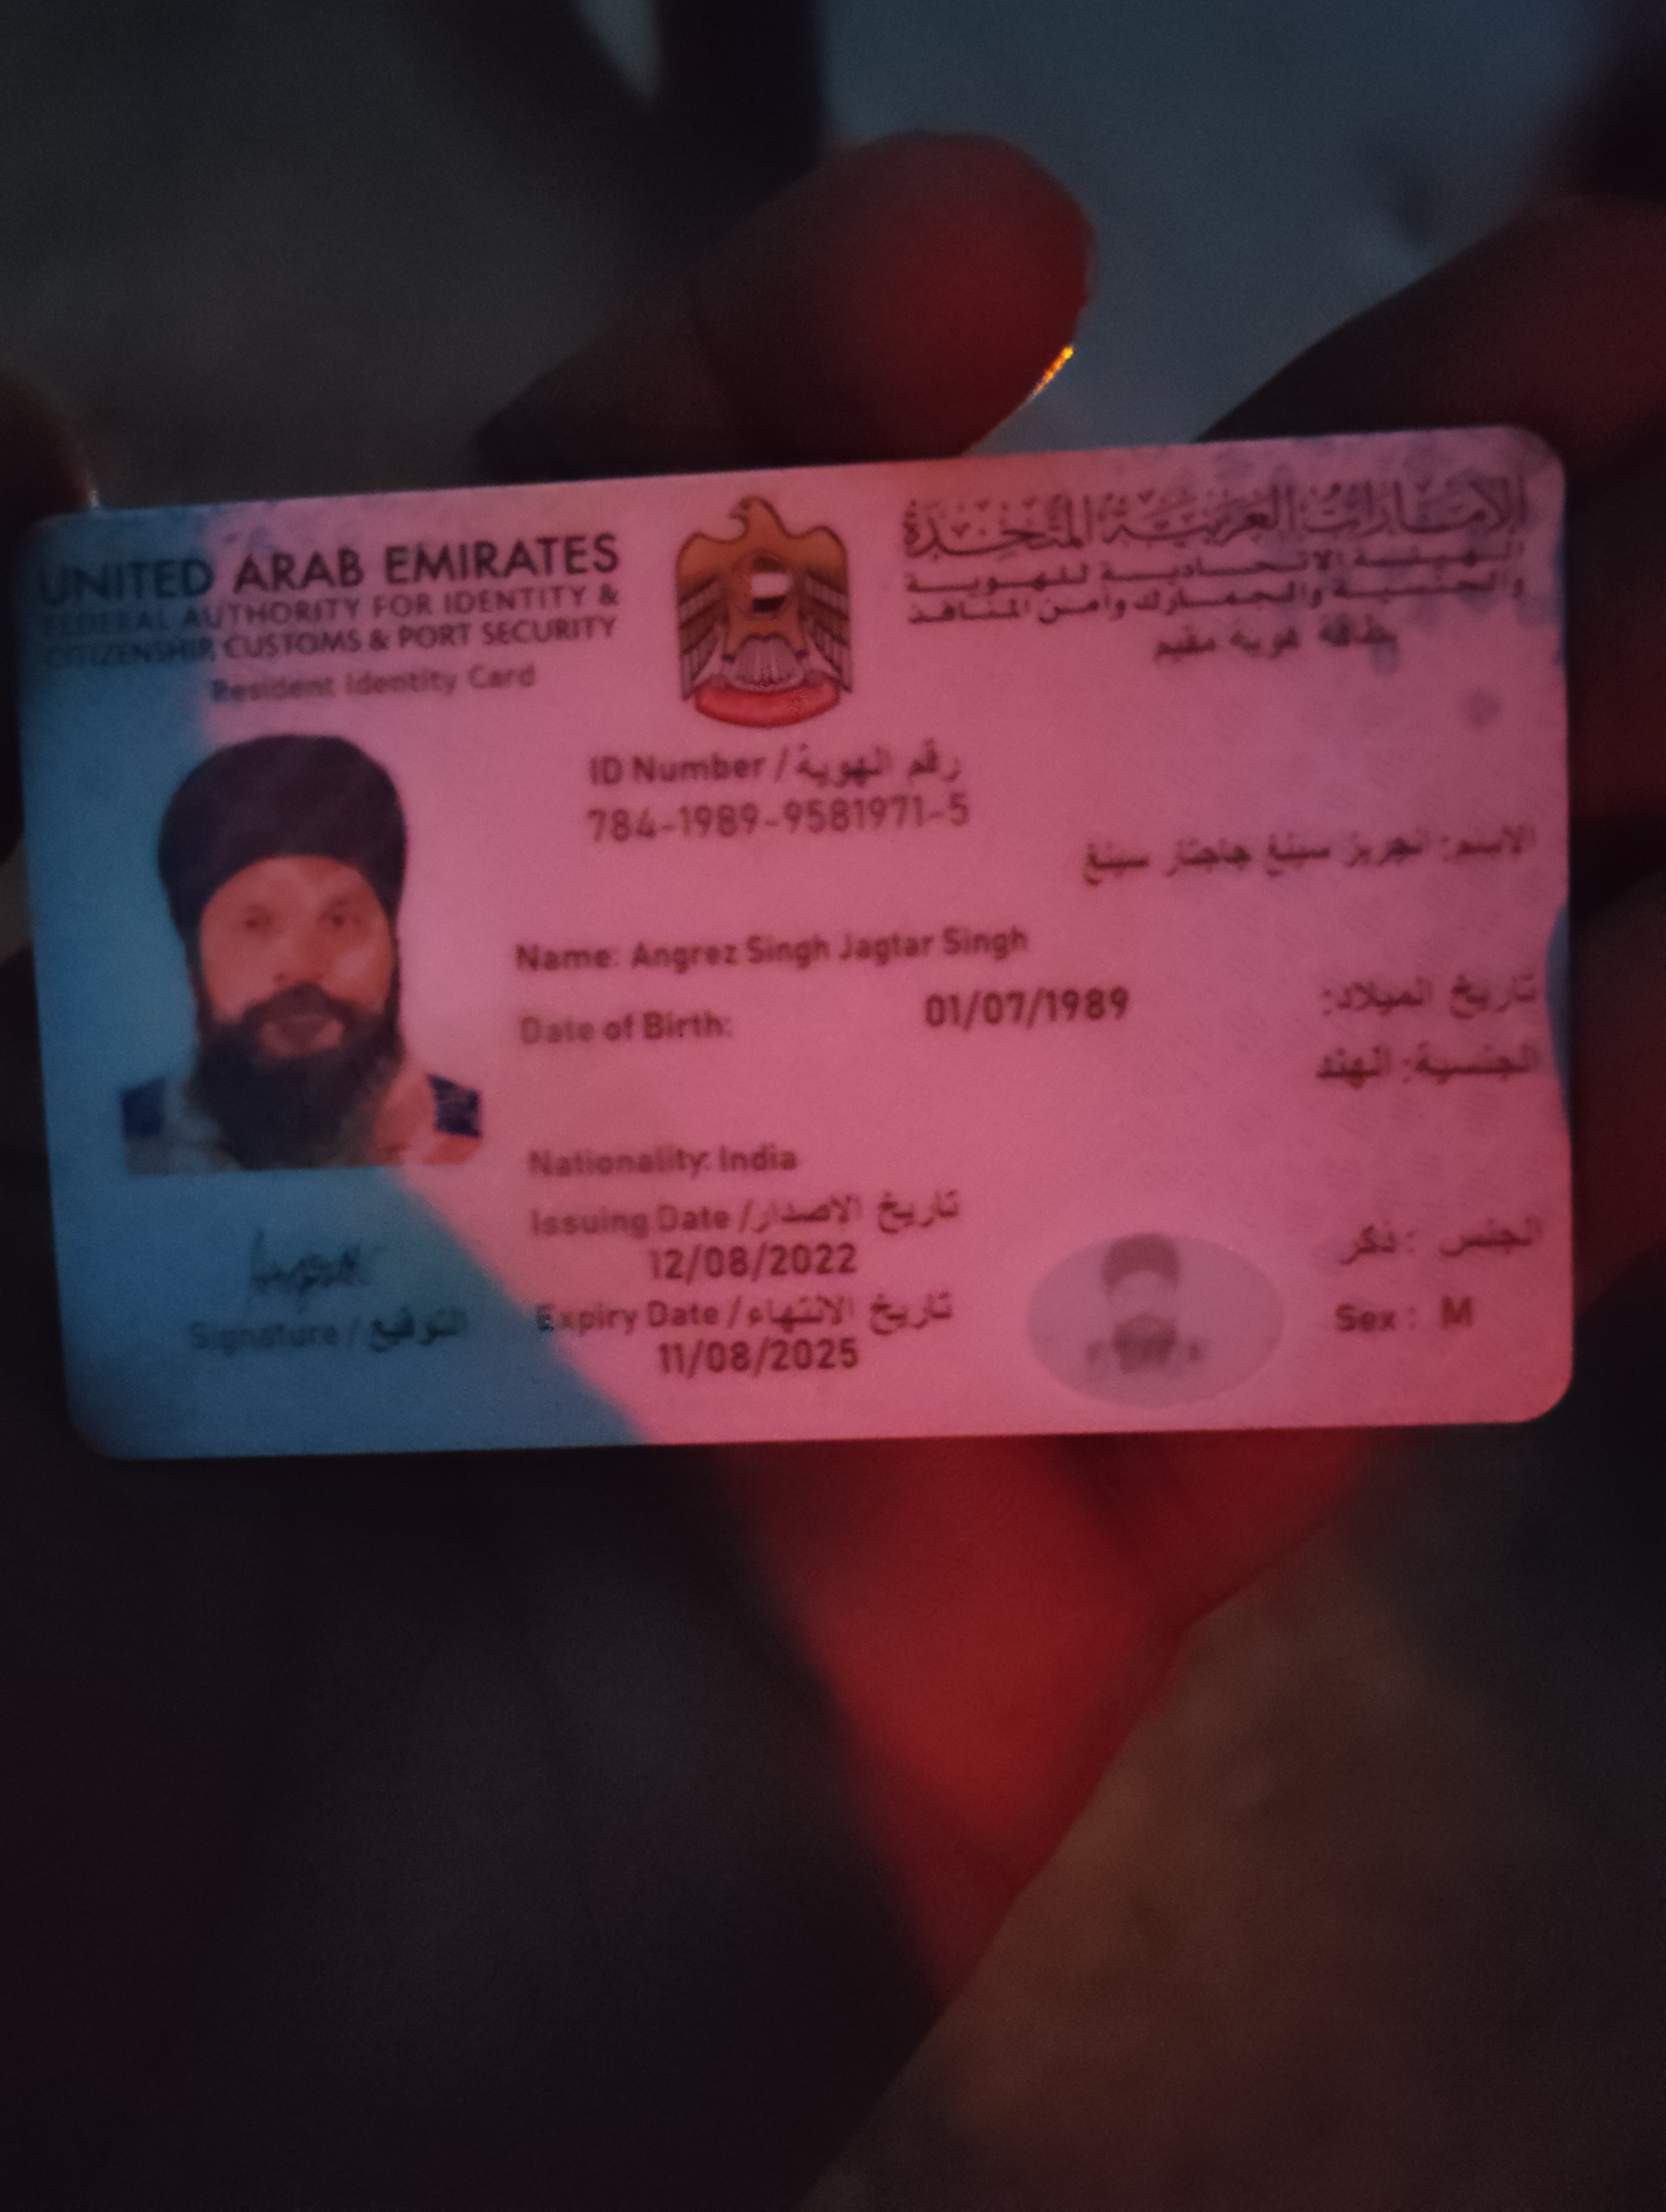 UNITED ARAB EMIRATES
FEDERAL AUTHORITY FOR IDENTITY &
CITIZENSHIP, CUSTOMS & PORT SECURITY
Resident Identity Card
الإمارات العربية المتحدة
الهيئة الاتحادية للهوية
والجنسية والجمارك وأمن المنافذ
بطاقة هوية مقيم
ID Number / رقم الهوية
784-1989-9581971-5
الاسم: انجريز سينغ جاجتار سينغ
Name: Angrez Singh Jagtar Singh
Date of Birth: 01/07/1989 تاريخ الميلاد:
الجنسية: الهند
Nationality: India
Issuing Date / تاريخ الاصدار
12/08/2022
Expiry Date / تاريخ الانتهاء
11/08/2025
الجنس : ذكر
Sex : M
Signature / التوقيع